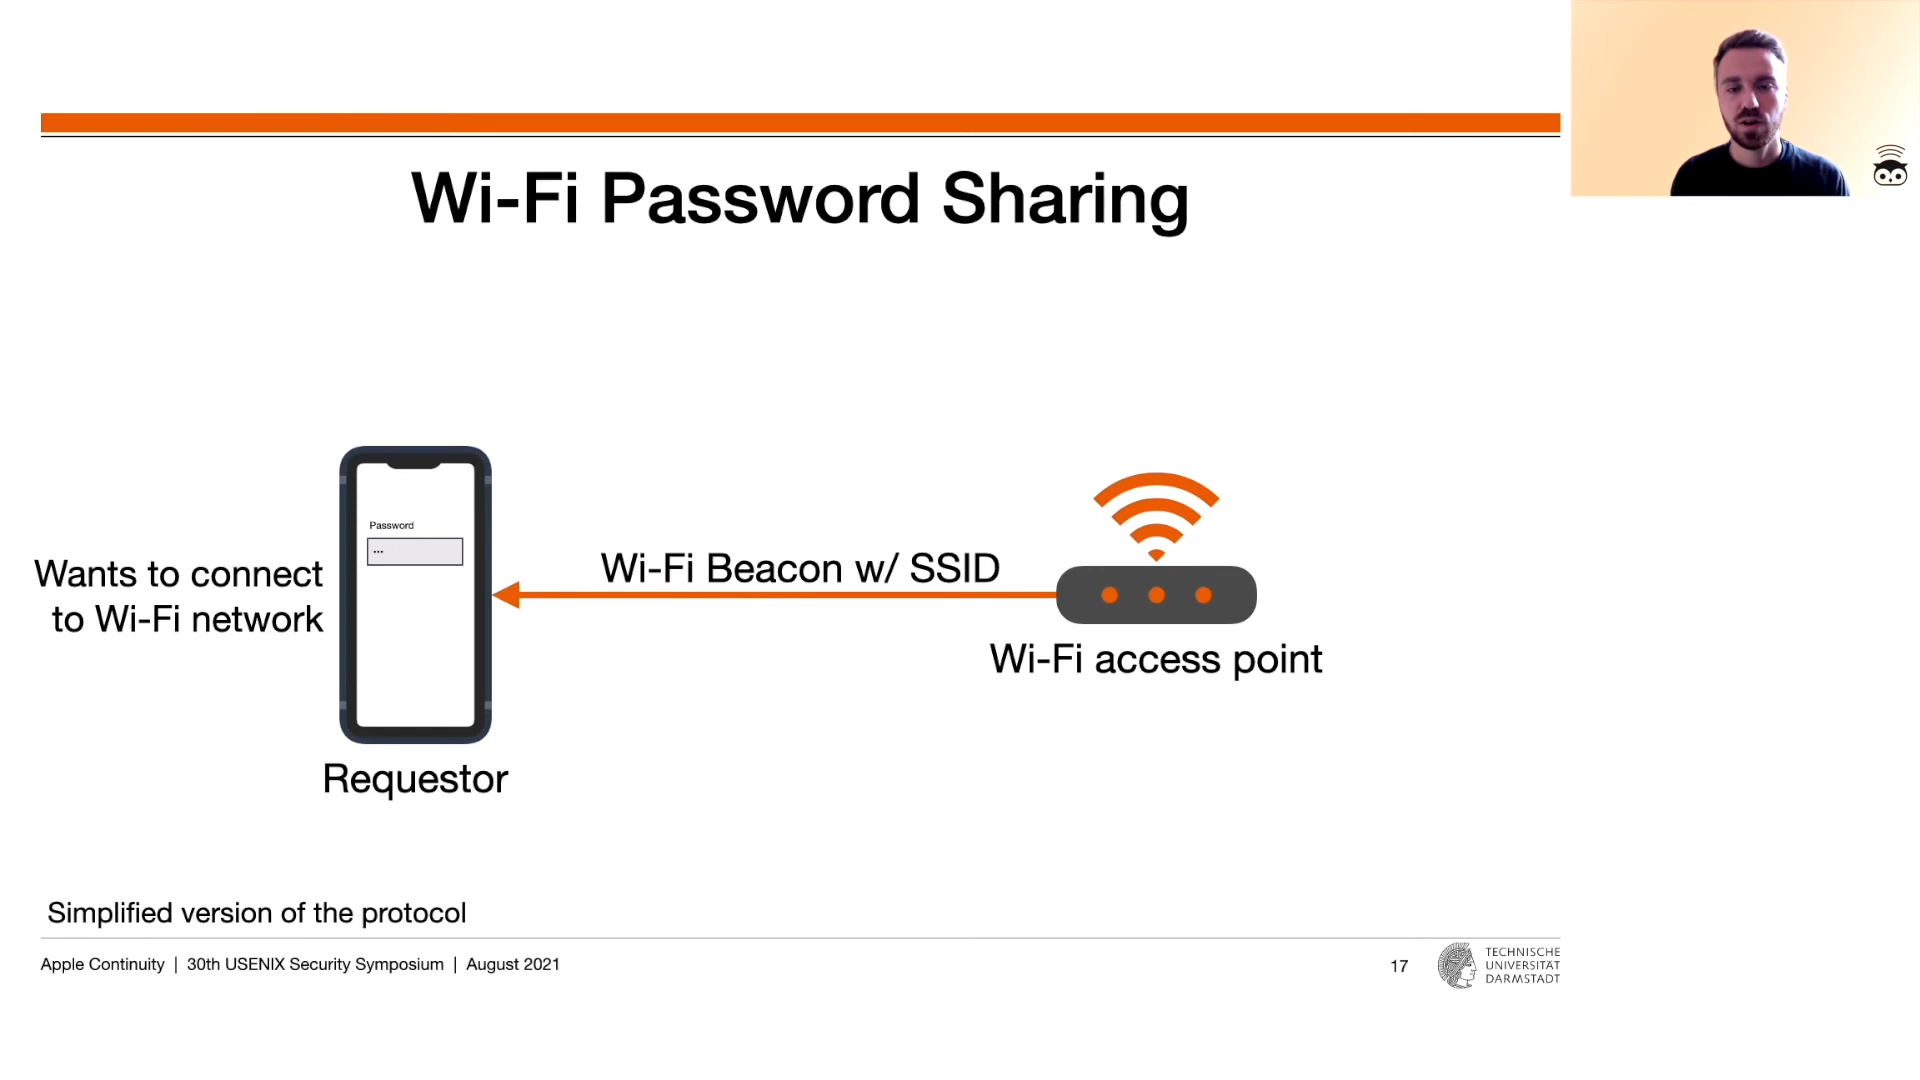 Wi-Fi Password Sharing
Password
•••
Wants to connect
to Wi-Fi network
Wi-Fi Beacon w/ SSID
Wi-Fi access point
Requestor
Simplified version of the protocol
Apple Continuity | 30th USENIX Security Symposium | August 2021
17
TECHNISCHE
UNIVERSITÄT
DARMSTADT